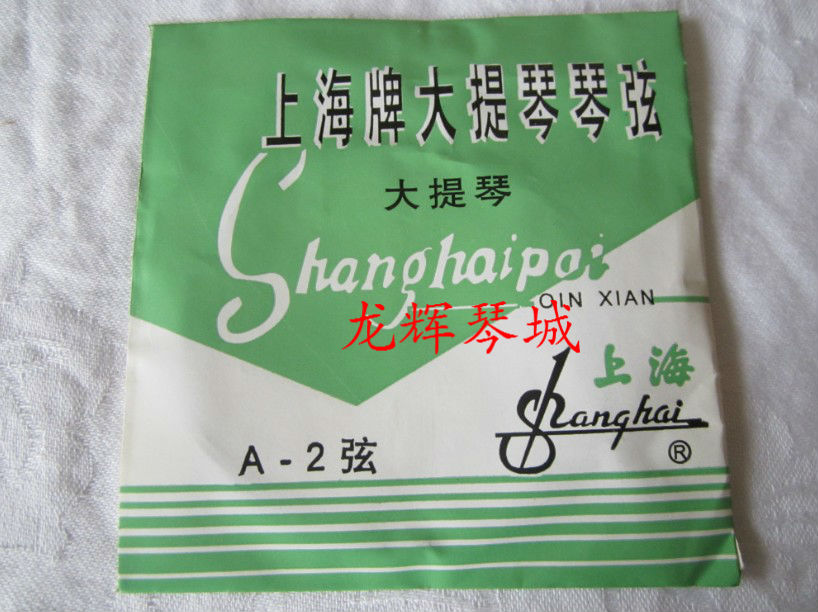 上海牌大提琴琴弦
大提琴
Shanghaipai
QIN XIAN
龙辉琴城
上海
Shanghai
®
A-2弦